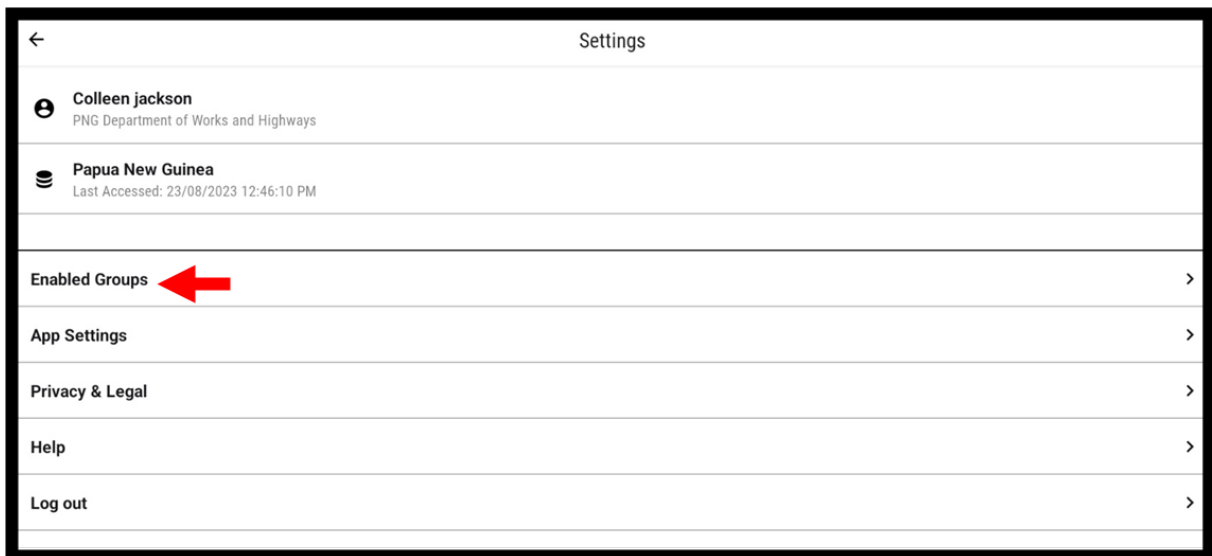 Settings
Colleen jackson
PNG Department of Works and Highways
Papua New Guinea
Last Accessed: 23/08/2023 12:46:10 PM
Enabled Groups
App Settings
Privacy & Legal
Help
Log out